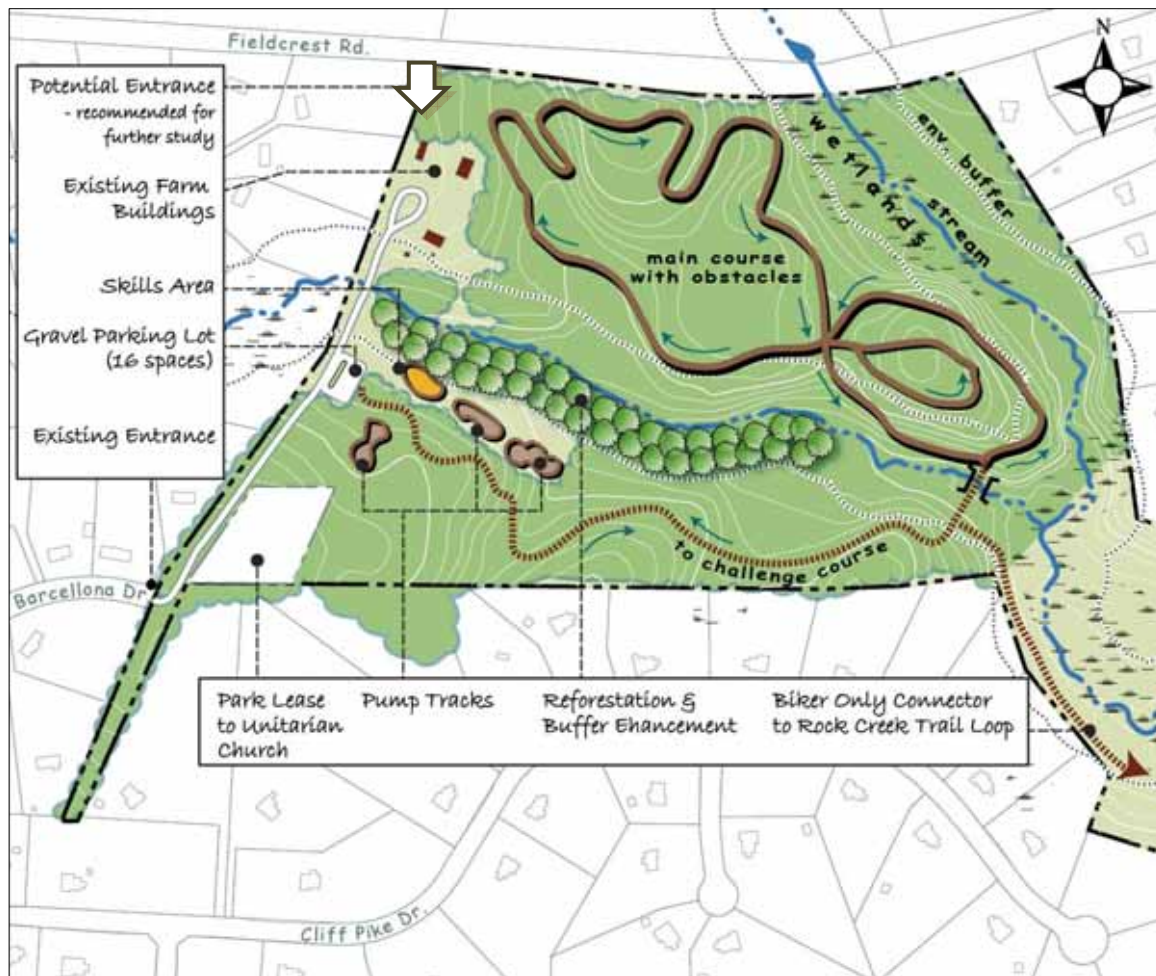 Fieldcrest Rd.
N
Potential Entrance
- recommended for
further study
Existing Farm
Buildings
Skills Area
Gravel Parking Lot
(16 spaces)
Existing Entrance
wetlands
env. buffer
stream
main course
with obstacles
to challenge course
Barcellona Dr
Park Lease
to Unitarian
Church
Pump Tracks
Reforestation &
Buffer Ehancement
Biker Only Connector
to Rock Creek Trail Loop
Cliff Pike Dr.